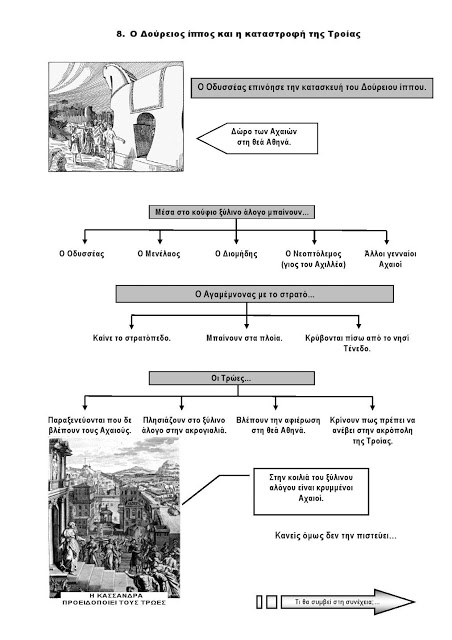 8. Ο Δούρειος ίππος και η καταστροφή της Τροίας
Ο Οδυσσέας επινόησε την κατασκευή του Δούρειου ίππου.
Δώρο των Αχαιών
στη θεά Αθηνά.
Μέσα στο κούφιο ξύλινο άλογο μπαίνουν...
Ο Οδυσσέας
Ο Μενέλαος
Ο Διομήδης
Ο Νεοπτόλεμος
(γιος του Αχιλλέα)
Άλλοι γενναίοι
Αχαιοί
Ο Αγαμέμνονας με το στρατό...
Καίνε το στρατόπεδο.
Μπαίνουν στα πλοία.
Κρύβονται πίσω από το νησί
Τένεδο.
Οι Τρώες...
Παραξενεύονται που δε
βλέπουν τους Αχαιούς.
Πλησιάζουν στο ξύλινο
άλογο στην ακρογιαλιά.
Βλέπουν την αφιέρωση
στη θεά Αθηνά.
Κρίνουν πως πρέπει να
ανέβει στην ακρόπολη
της Τροίας.
Στην κοιλιά του ξύλινου
αλόγου είναι κρυμμένοι
Αχαιοί.
Κανείς όμως δεν την πιστεύει...
Η ΚΑΣΣΑΝΔΡΑ
ΠΡΟΕΙΔΟΠΟΙΕΙ ΤΟΥΣ ΤΡΩΕΣ
Τι θα συμβεί στη συνέχεια;...